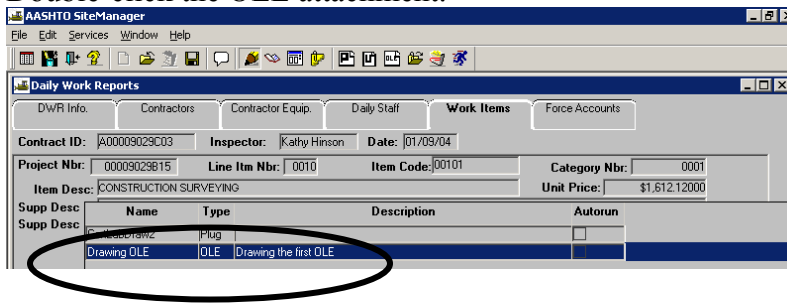 Double-click the OLE attachment.
AASHTO SiteManager
File Edit Services Window Help
Daily Work Reports
DWR Info. Contractors Contractor Equip. Daily Staff Work Items Force Accounts
Contract ID: A00009029C03 Inspector: Kathy Hinson Date: 01/09/04
Project Nbr: 00009029B15 Line Itm Nbr: 0010 Item Code: 00101 Category Nbr: 0001
Item Desc: CONSTRUCTION SURVEYING Unit Price: $1,612.12000
Supp Desc
Name Type Description Autorun
Supp Desc
Plug
Drawing OLE OLE Drawing the first OLE